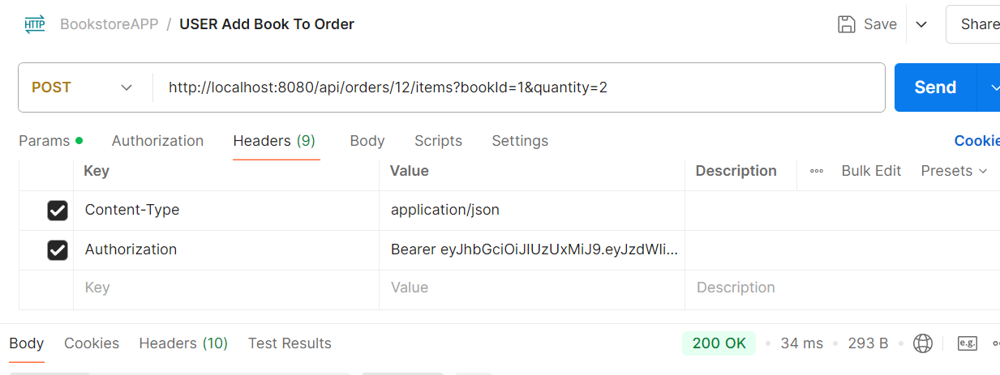 HTTP BookstoreAPP / USER Add Book To Order Save Share
POST http://localhost:8080/api/orders/12/items?bookId=1&quantity=2 Send
Params Authorization Headers (9) Body Scripts Settings Cookie
Key Value Description Bulk Edit Presets
Content-Type application/json
Authorization Bearer eyJhbGciOiJIUzUxMiJ9.eyJzdWIi...
Key Value Description
Body Cookies Headers (10) Test Results 200 OK 34 ms 293 B e.g.